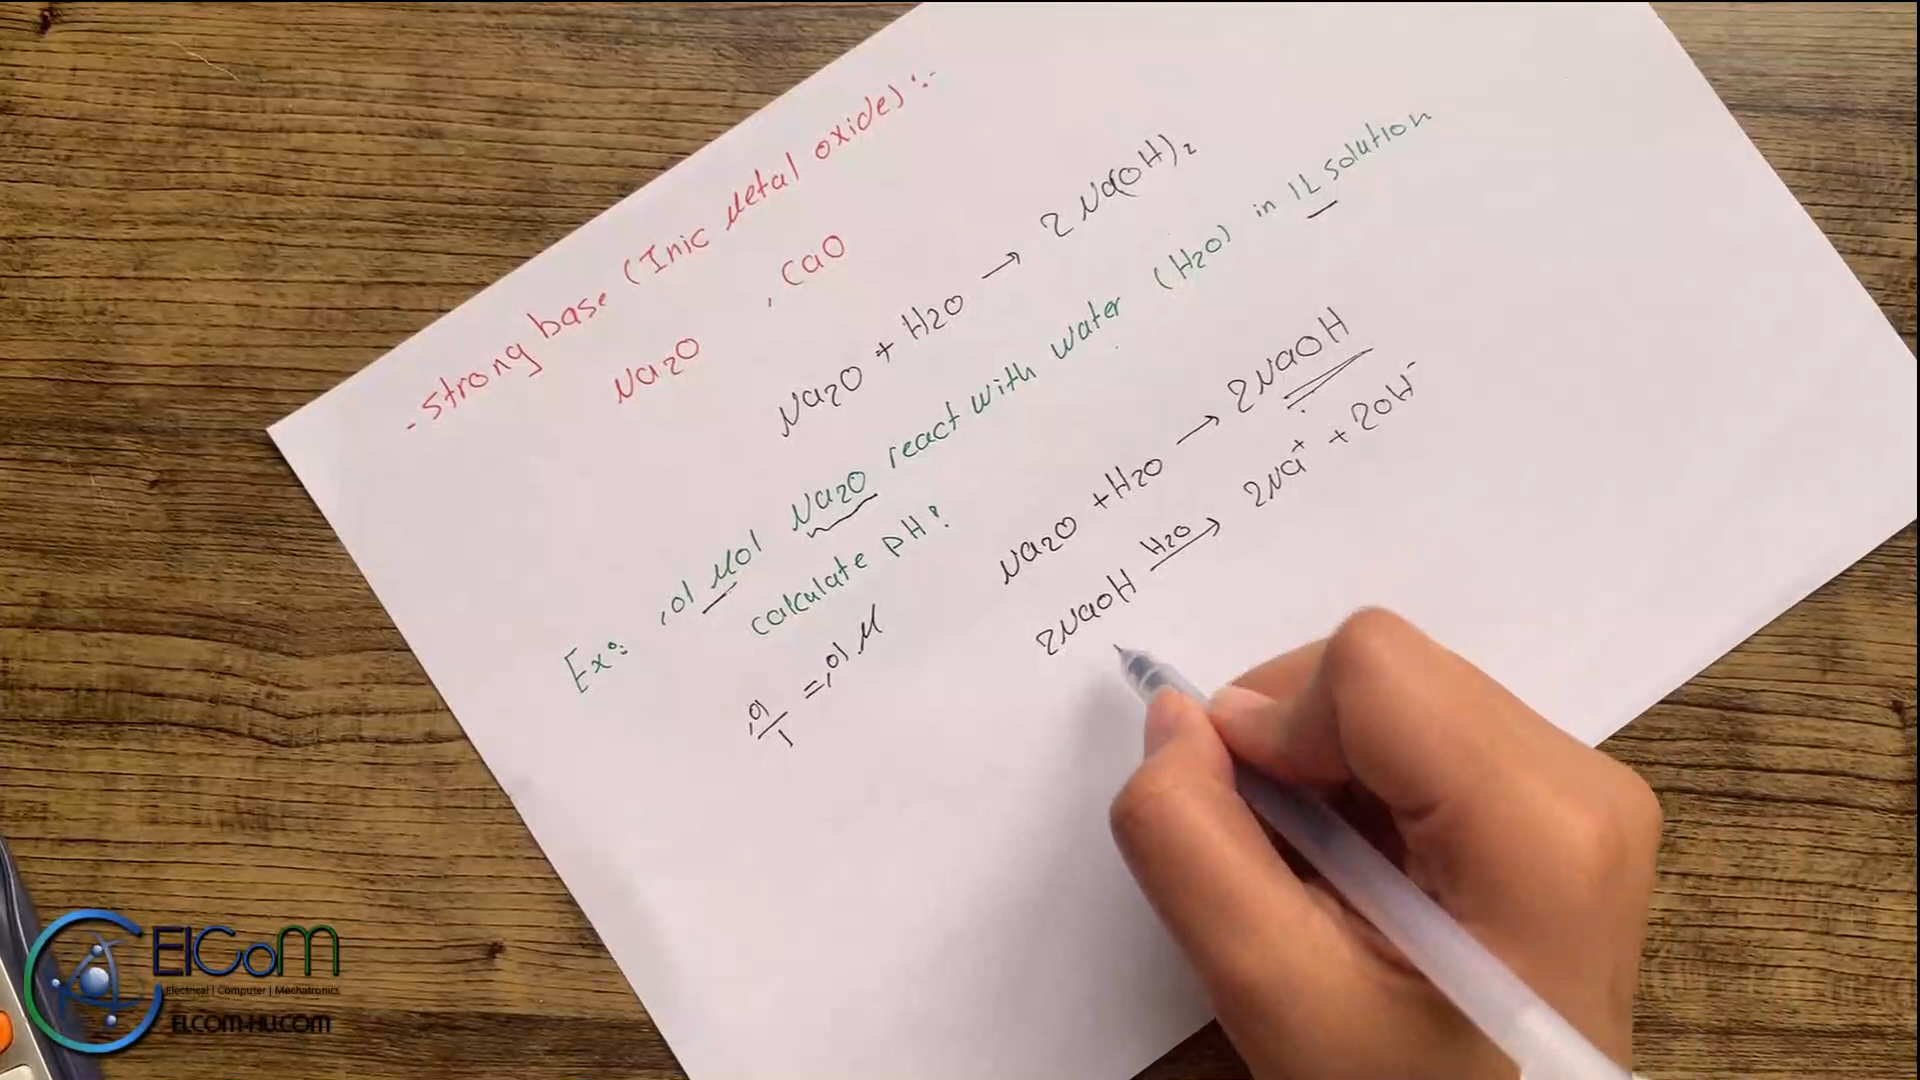 - strong base (Inic Metal oxide) :-
Na2O , CaO
Na2O + H2O → 2 Na(OH)2
Ex: ,01 Mol Na2O react with water (H2O) in 1L solution
calculate pH?
,01/1 = ,01 M
Na2O + H2O → 2NaOH
2NaOH H2O→ 2Na+ + 2OH-
ElCoM
Electrical | Computer | Mechatronics
ELCOM-HU.COM